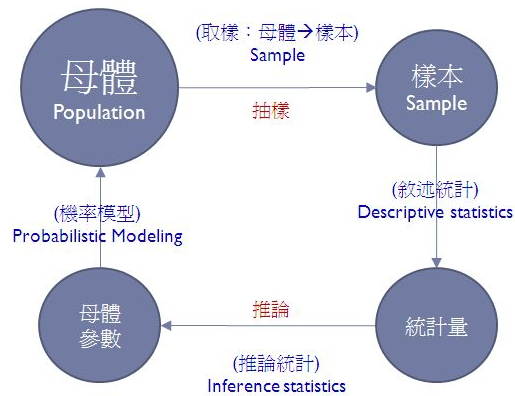 母體
Population
(取樣：母體→樣本)
Sample
抽樣
樣本
Sample
(敘述統計)
Descriptive statistics
(機率模型)
Probabilistic Modeling
母體
參數
推論
(推論統計)
Inference statistics
統計量